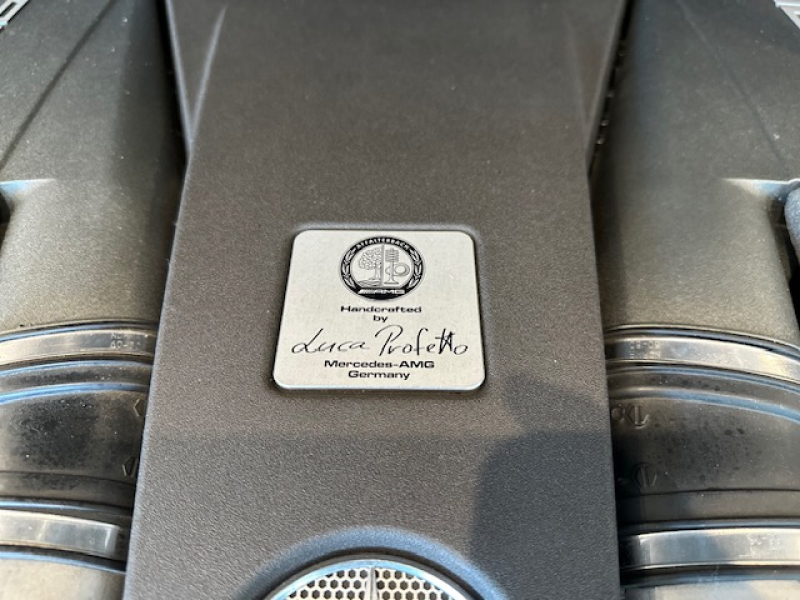 AFFALTERBACH
AMG
Handcrafted
by
Luca Profetto
Mercedes-AMG
Germany